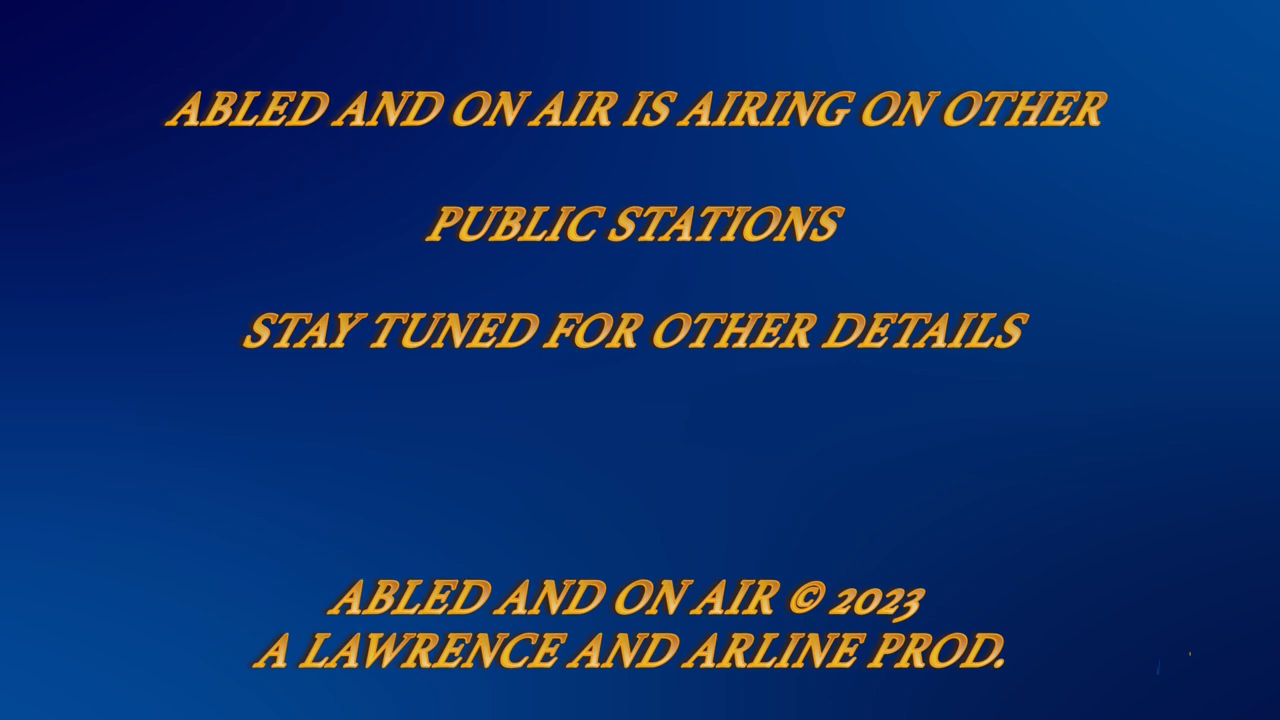 ABLED AND ON AIR IS AIRING ON OTHER
PUBLIC STATIONS
STAY TUNED FOR OTHER DETAILS
ABLED AND ON AIR © 2023
A LAWRENCE AND ARLINE PROD.